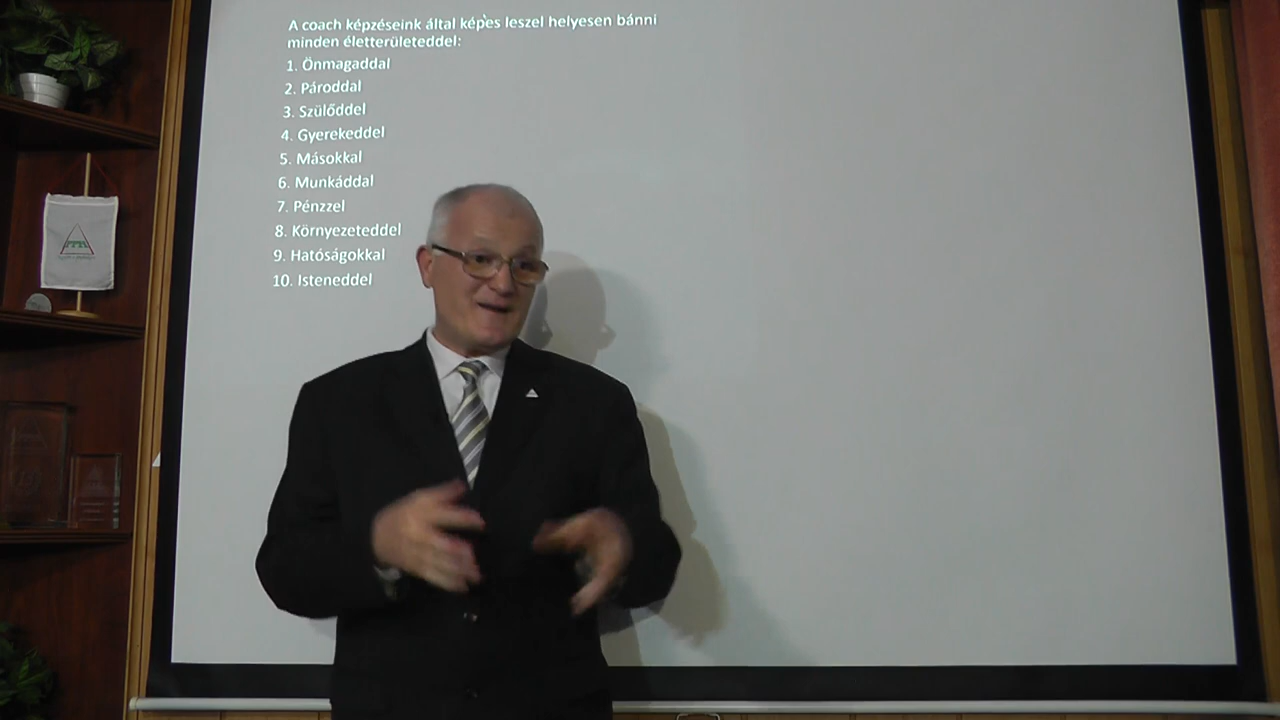 A coach képzéseink által képes leszel helyesen bánni
minden életterületeddel:
1. Önmagaddal
2. Pároddal
3. Szülőddel
4. Gyerekeddel
5. Másokkal
6. Munkáddal
7. Pénzzel
8. Környezeteddel
9. Hatóságokkal
10. Isteneddel